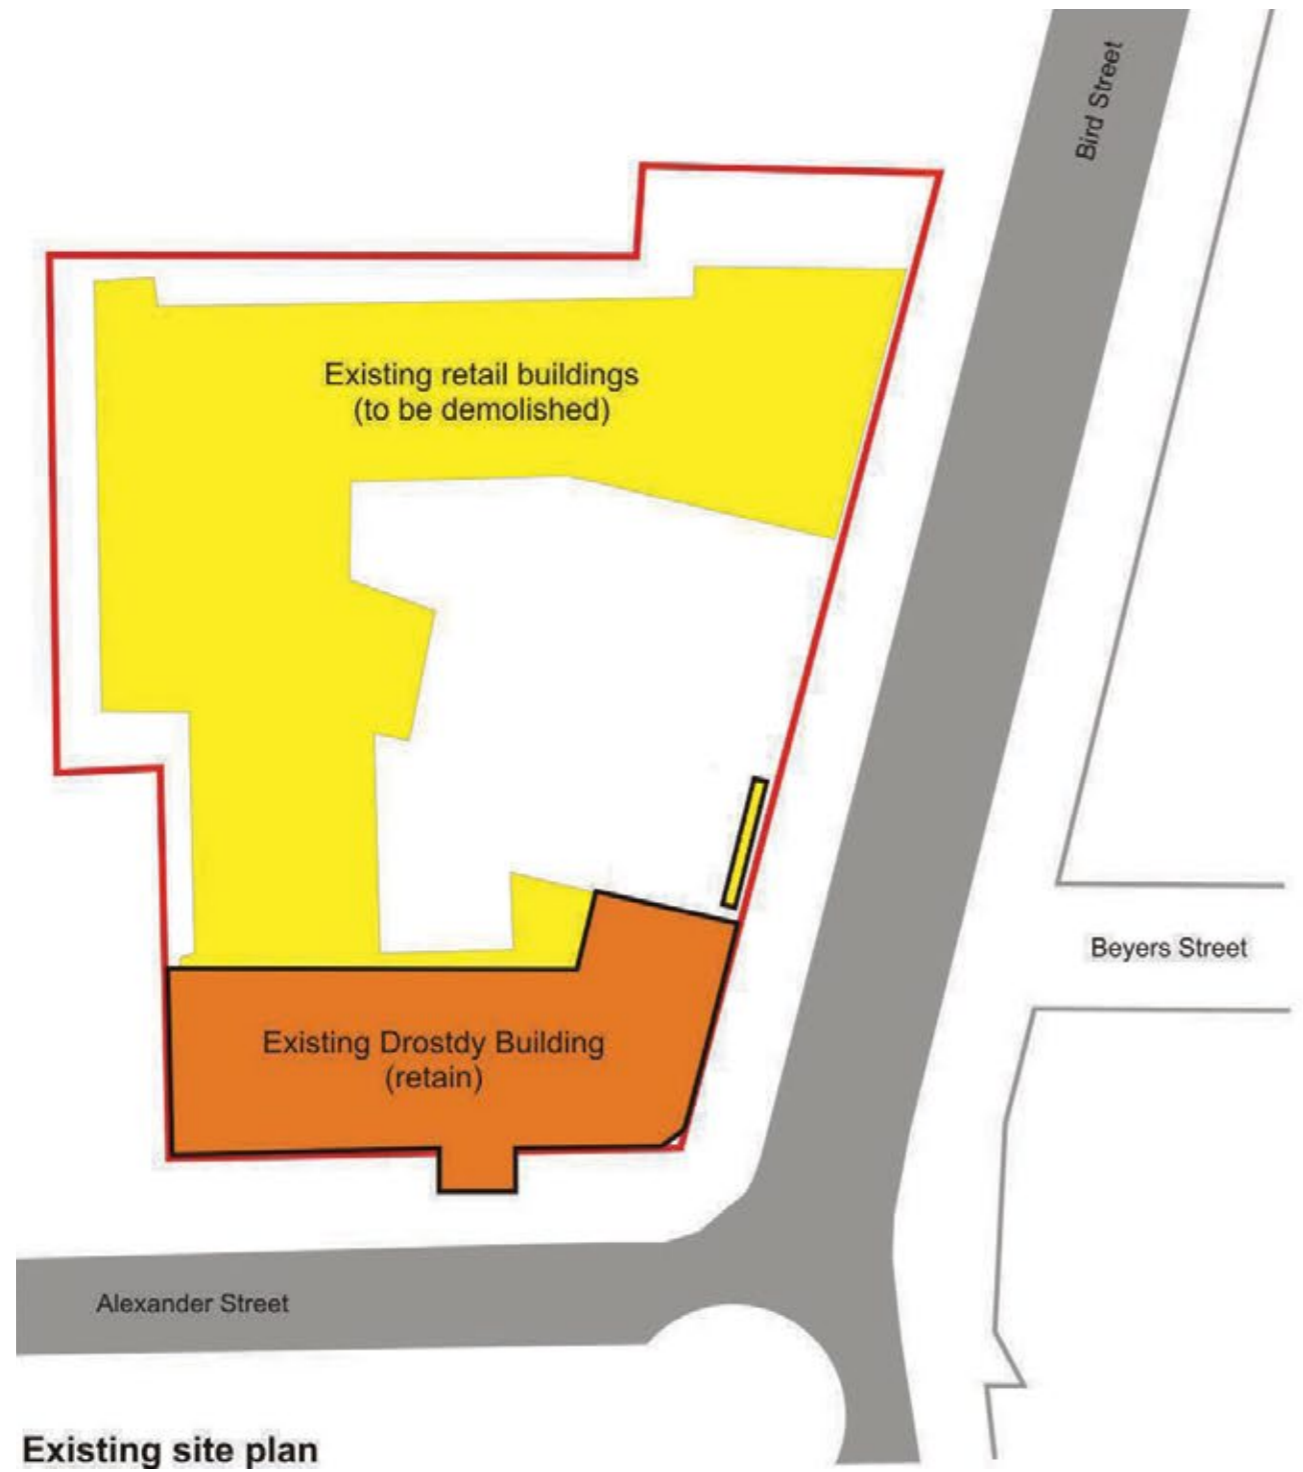 Bird Street
Existing retail buildings
(to be demolished)
Beyers Street
Existing Drostdy Building
(retain)
Alexander Street
Existing site plan